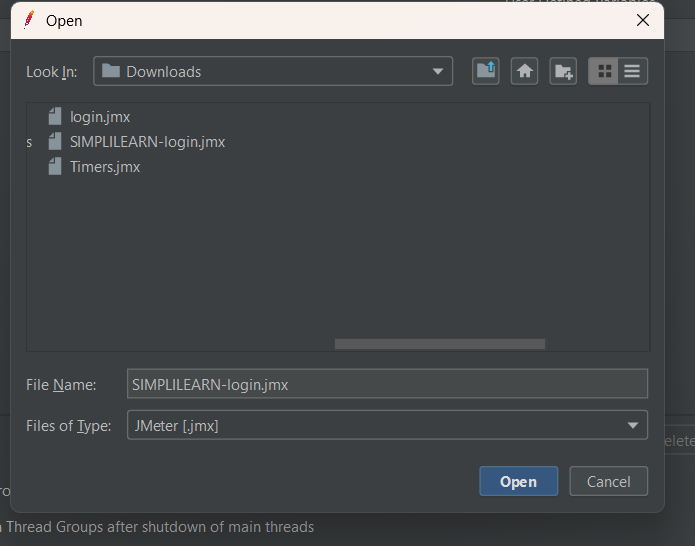 Open
Look In: Downloads
login.jmx
s SIMPLILEARN-login.jmx
Timers.jmx
File Name: SIMPLILEARN-login.jmx
Files of Type: JMeter [.jmx]
elete
Open Cancel
ro
Thread Groups after shutdown of main threads